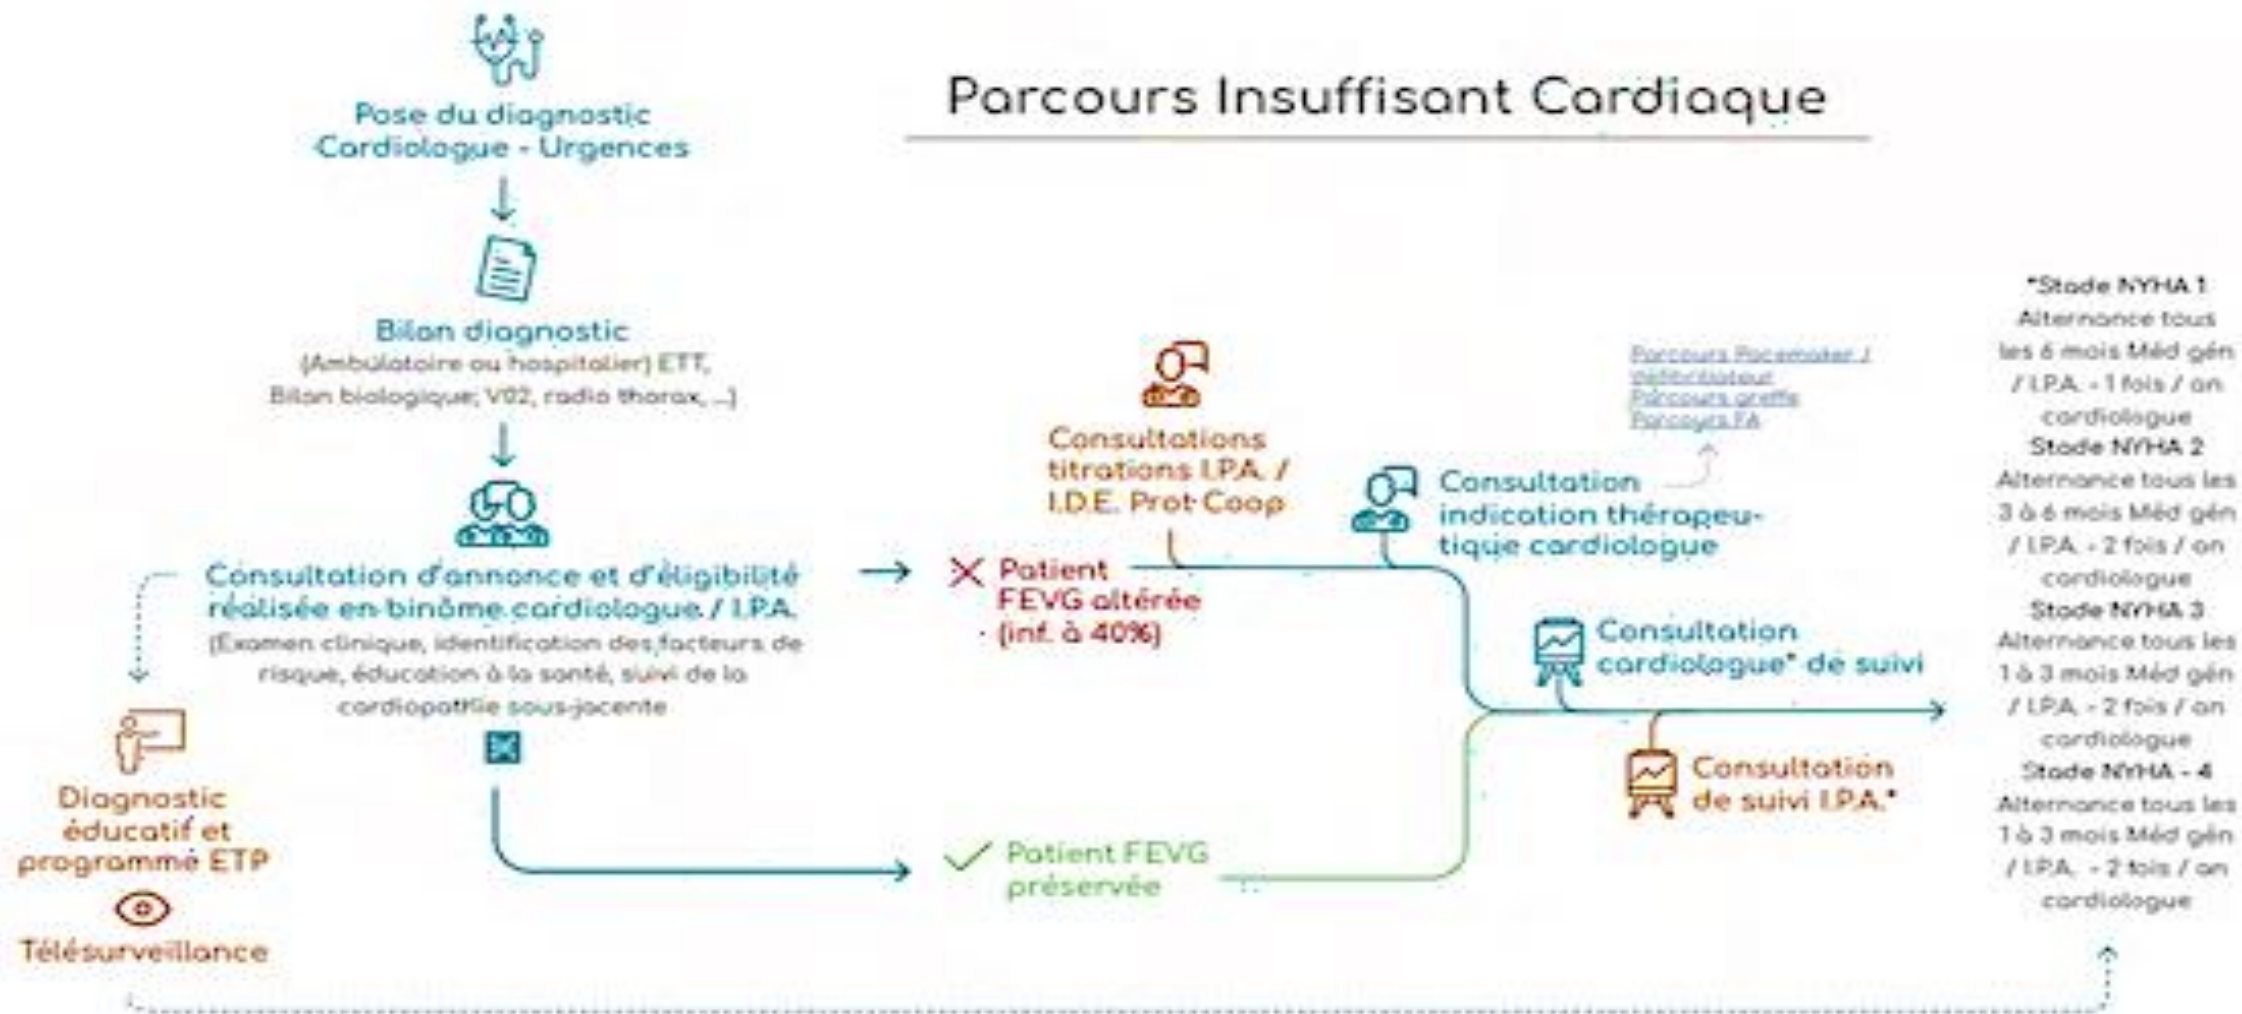 Parcours Insuffisant Cardiaque
Pose du diagnostic
Cardiologue - Urgences
Bilan diagnostic
(Ambulatoire ou hospitalier) ETT,
Bilan biologique, V02, radio thorax, ...)
Consultation d'annonce et d'éligibilité
réalisée en binôme cardiologue / I.P.A.
(Examen clinique, identification des facteurs de
risque, éducation à la santé, suivi de la
cardiopathie sous-jacente
Diagnostic
éducatif et
programme ETP
Télésurveillance
Consultations
titrations I.P.A. /
I.D.E. Prot Coop
Patient
FEVG altérée
(inf. à 40%)
Patient FEVG
préservée
Consultation
indication thérapeu-
tique cardiologue
Parcours Pacemaker /
défibrillateur
Parcours greffe
Parcours FA
Consultation
cardiologue* de suivi
Consultation
de suivi I.P.A.*
*Stade NYHA 1
Alternance tous
les 6 mois Méd gén
/ I.P.A. - 1 fois / an
cardiologue
Stade NYHA 2
Alternance tous les
3 à 6 mois Méd gén
/ I.P.A. - 2 fois / an
cardiologue
Stade NYHA 3
Alternance tous les
1 à 3 mois Méd gén
/ I.P.A. - 2 fois / an
cardiologue
Stade NYHA - 4
Alternance tous les
1 à 3 mois Méd gén
/ I.P.A. - 2 fois / an
cardiologue